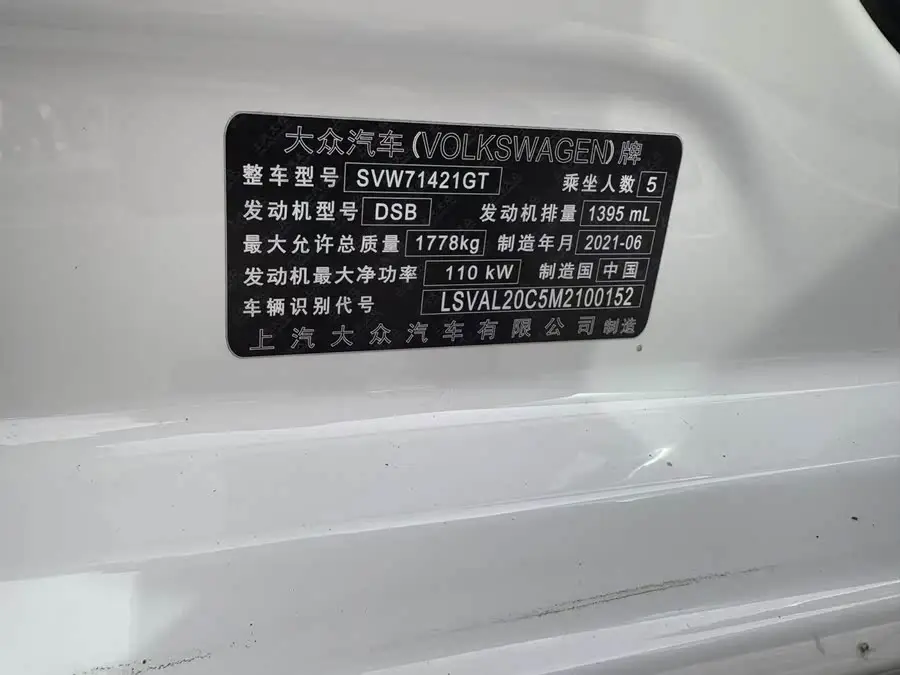 大众汽车(VOLKSWAGEN)牌
整车型号 SVW71421GT 乘坐人数 5
发动机型号 DSB 发动机排量 1395 mL
最大允许总质量 1778kg 制造年月 2021-06
发动机最大净功率 110 kW 制造国 中国
车辆识别代号 LSVAL20C5M2100152
上汽大众汽车有限公司制造